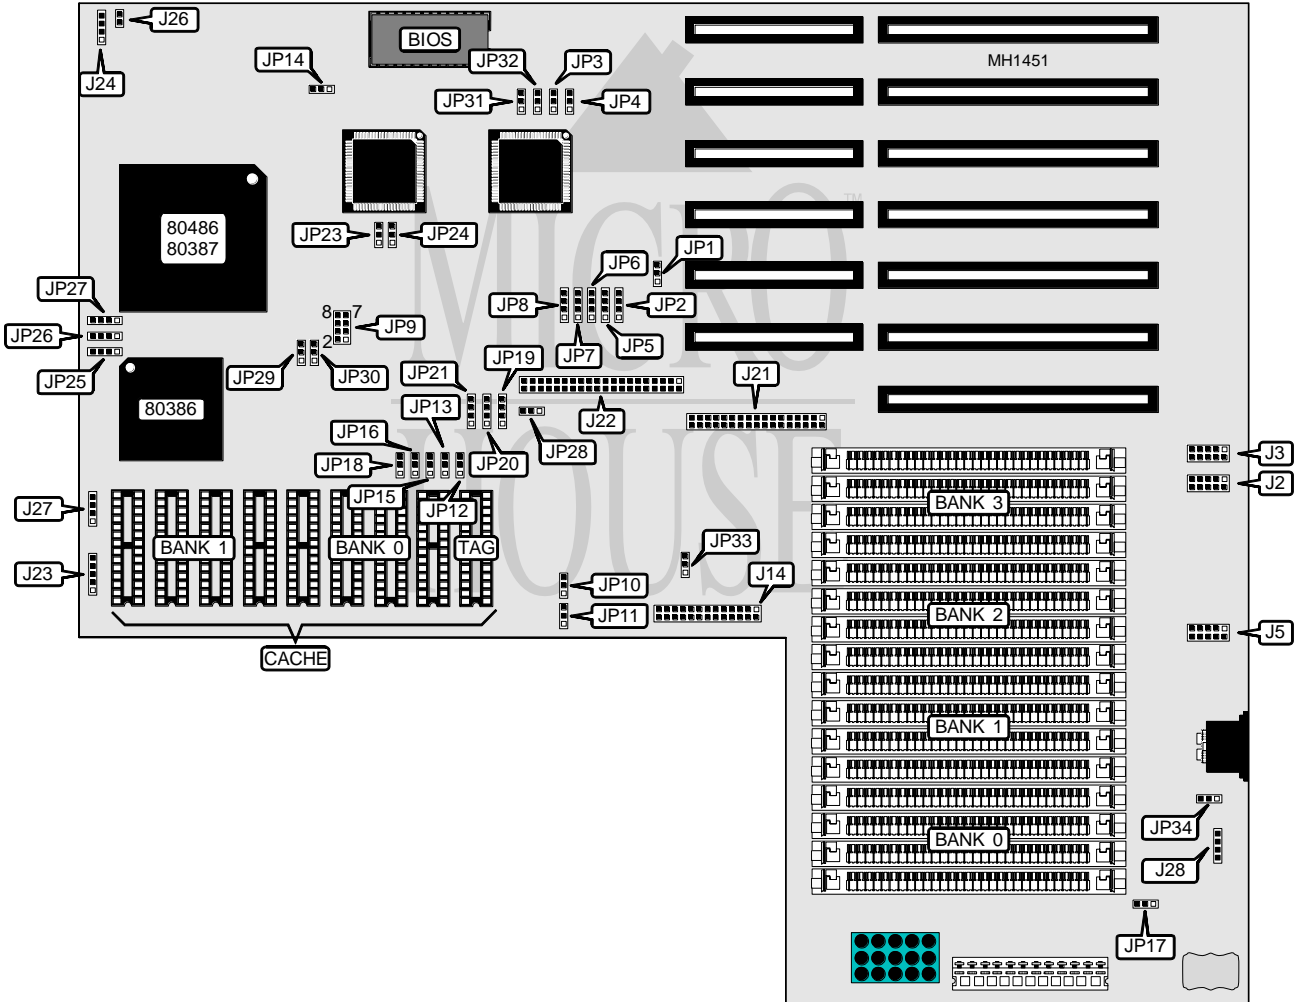 J26
BIOS
JP32
JP3
JP14
MH1451
J24
JP31
JP4
MICRO
™
80486
80387
JP23
JP24
JP6
JP1
JP27
JP8
JP2
8
7
JP9
JP26
2
JP7
JP5
JP25
JP29
JP30
JP21
JP19
J21
80386
JP13
J22
JP16
JP18
JP20
JP28
HOUSE
J3
J2
JP15
JP12
BANK 3
J27
BANK 1
BANK 0
TAG
JP33
J23
J14
JP10
JP11
BANK 2
J5
CACHE
BANK 1
JP34
BANK 0
J28
JP17